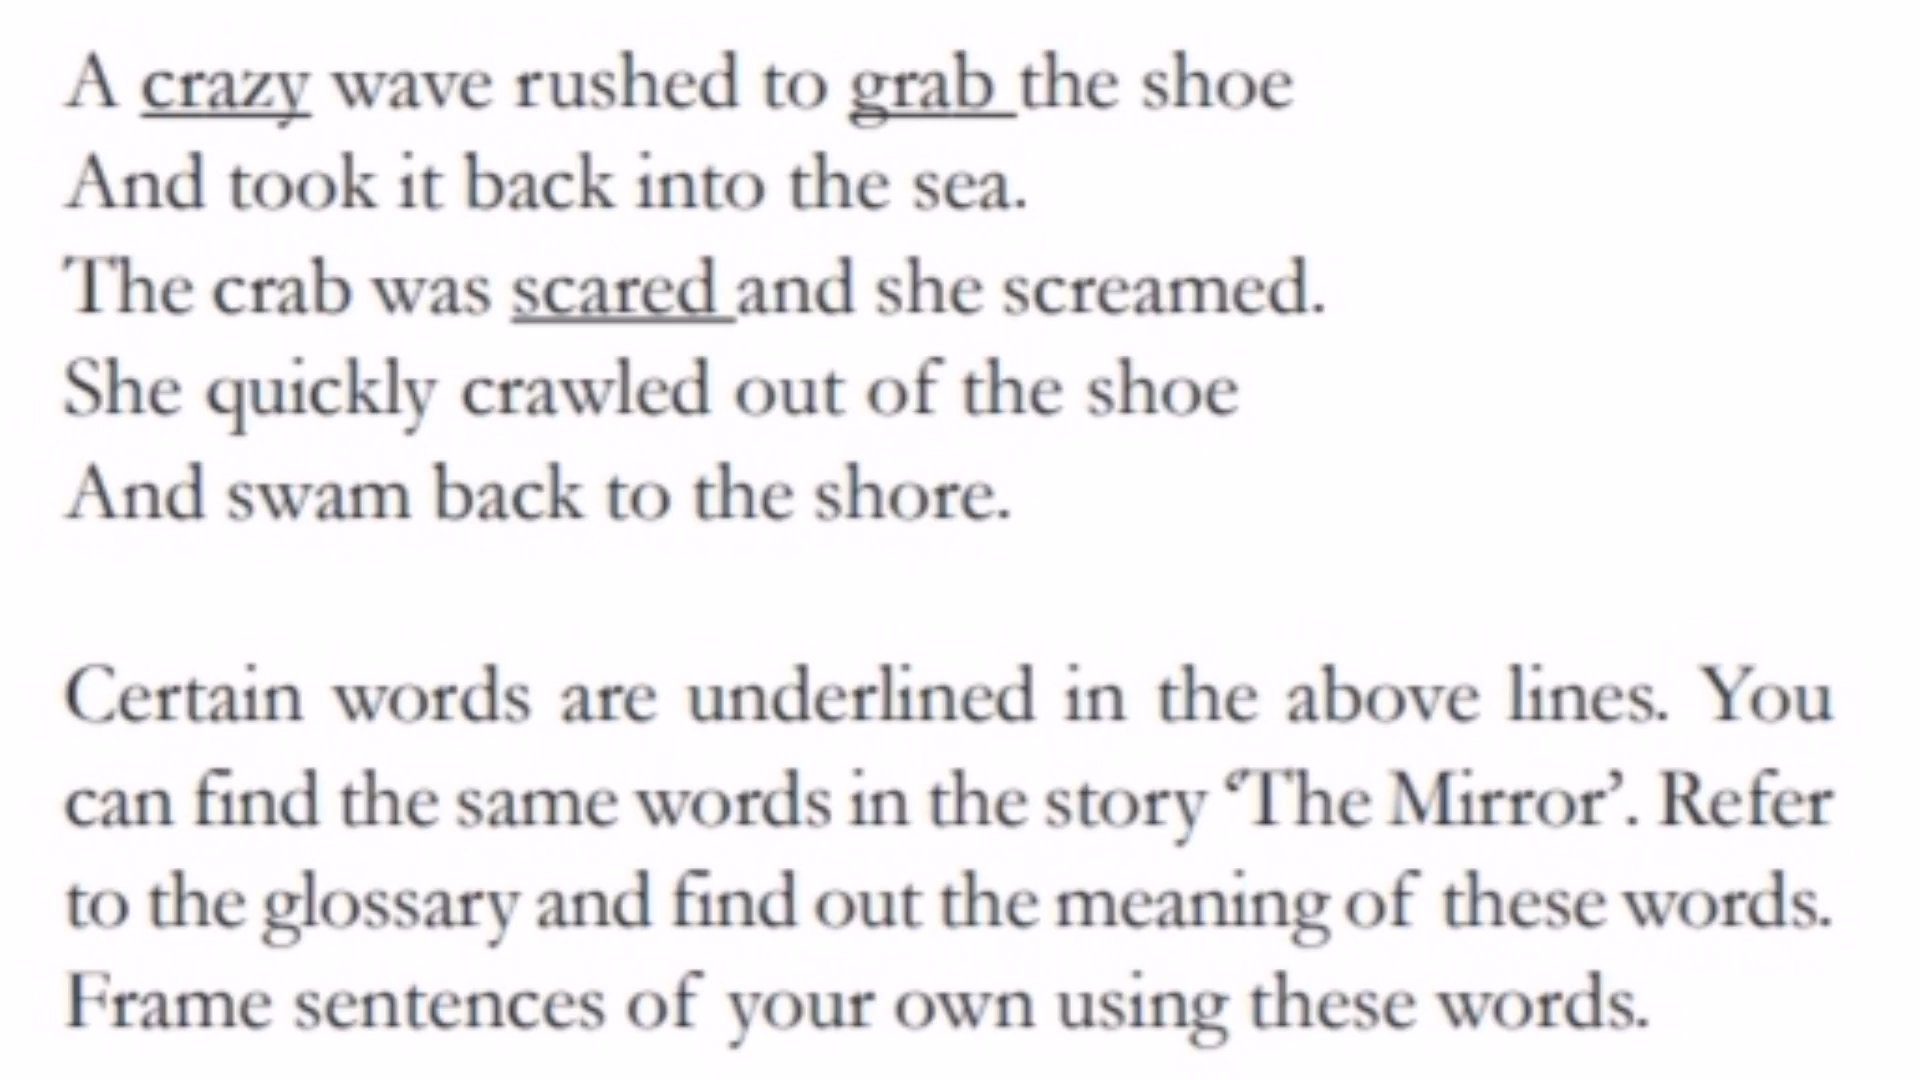 A crazy wave rushed to grab the shoe
And took it back into the sea.
The crab was scared and she screamed.
She quickly crawled out of the shoe
And swam back to the shore.
Certain words are underlined in the above lines. You
can find the same words in the story ‘The Mirror’. Refer
to the glossary and find out the meaning of these words.
Frame sentences of your own using these words.